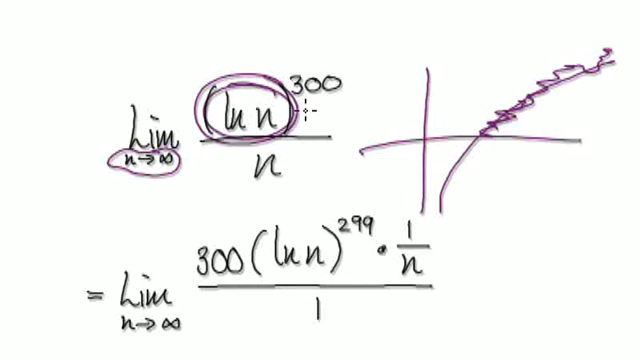 lim n→∞ (ln n)^300 / n
= lim n→∞ 300(ln n)^299 · 1/n / 1